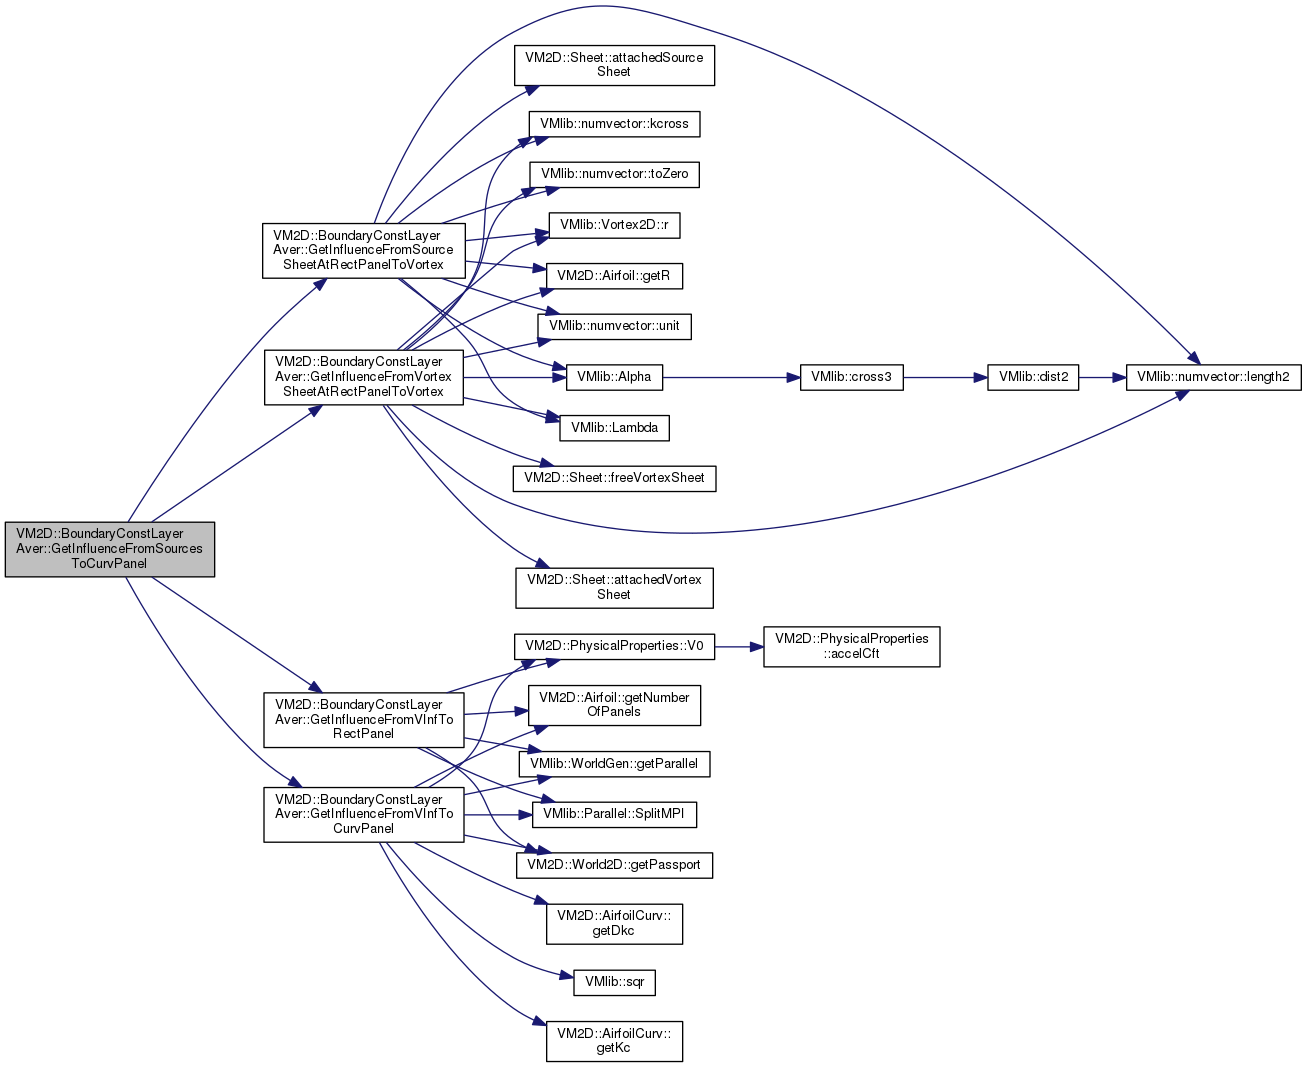 VM2D::Sheet::attachedSource
Sheet
VMlib::numvector::kcross
VMlib::numvector::toZero
VMlib::Vortex2D::r
VM2D::BoundaryConstLayer
Aver::GetInfluenceFromSource
SheetAtRectPanelToVortex
VM2D::Airfoil::getR
VMlib::numvector::unit
VM2D::BoundaryConstLayer
Aver::GetInfluenceFromVortex
SheetAtRectPanelToVortex
VMlib::Alpha
VMlib::cross3
VMlib::dist2
VMlib::numvector::length2
VMlib::Lambda
VM2D::Sheet::freeVortexSheet
VM2D::BoundaryConstLayer
Aver::GetInfluenceFromSources
ToCurvPanel
VM2D::Sheet::attachedVortex
Sheet
VM2D::PhysicalProperties::V0
VM2D::PhysicalProperties
::accelCft
VM2D::BoundaryConstLayer
Aver::GetInfluenceFromVInfTo
RectPanel
VM2D::Airfoil::getNumber
OfPanels
VMlib::WorldGen::getParallel
VM2D::BoundaryConstLayer
Aver::GetInfluenceFromVInfTo
CurvPanel
VMlib::Parallel::SplitMPI
VM2D::World2D::getPassport
VM2D::AirfoilCurv::
getDkc
VMlib::sqr
VM2D::AirfoilCurv::
getKc